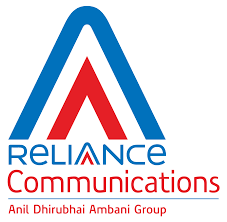 RELIANCE
Communications
Anil Dhirubhai Ambani Group